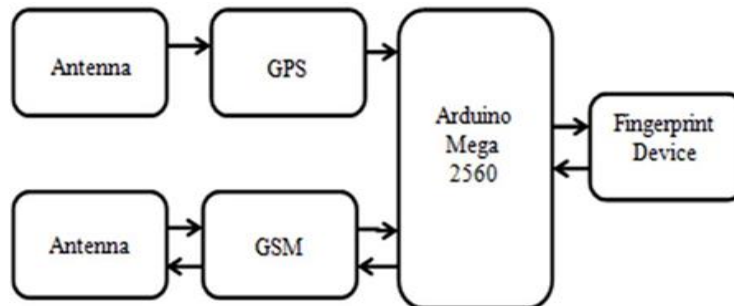 Antenna
GPS
Arduino
Mega
2560
Fingerprint
Device
Antenna
GSM